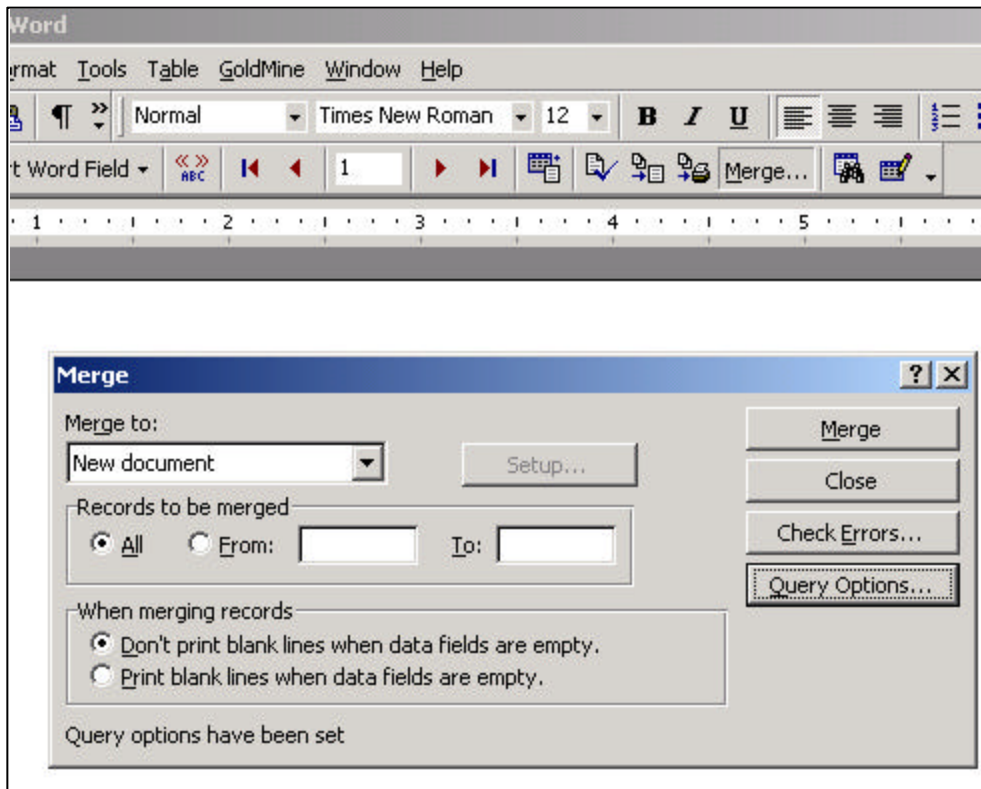 Word
rmat Tools Table GoldMine Window Help
¶ Normal Times New Roman 12 B I U
t Word Field «» ABC 1 Merge...
1 2 3 4 5
Merge
Merge to:
New document Setup... Merge
Close
Records to be merged
All From: To: Check Errors...
Query Options...
When merging records
Don't print blank lines when data fields are empty.
Print blank lines when data fields are empty.
Query options have been set